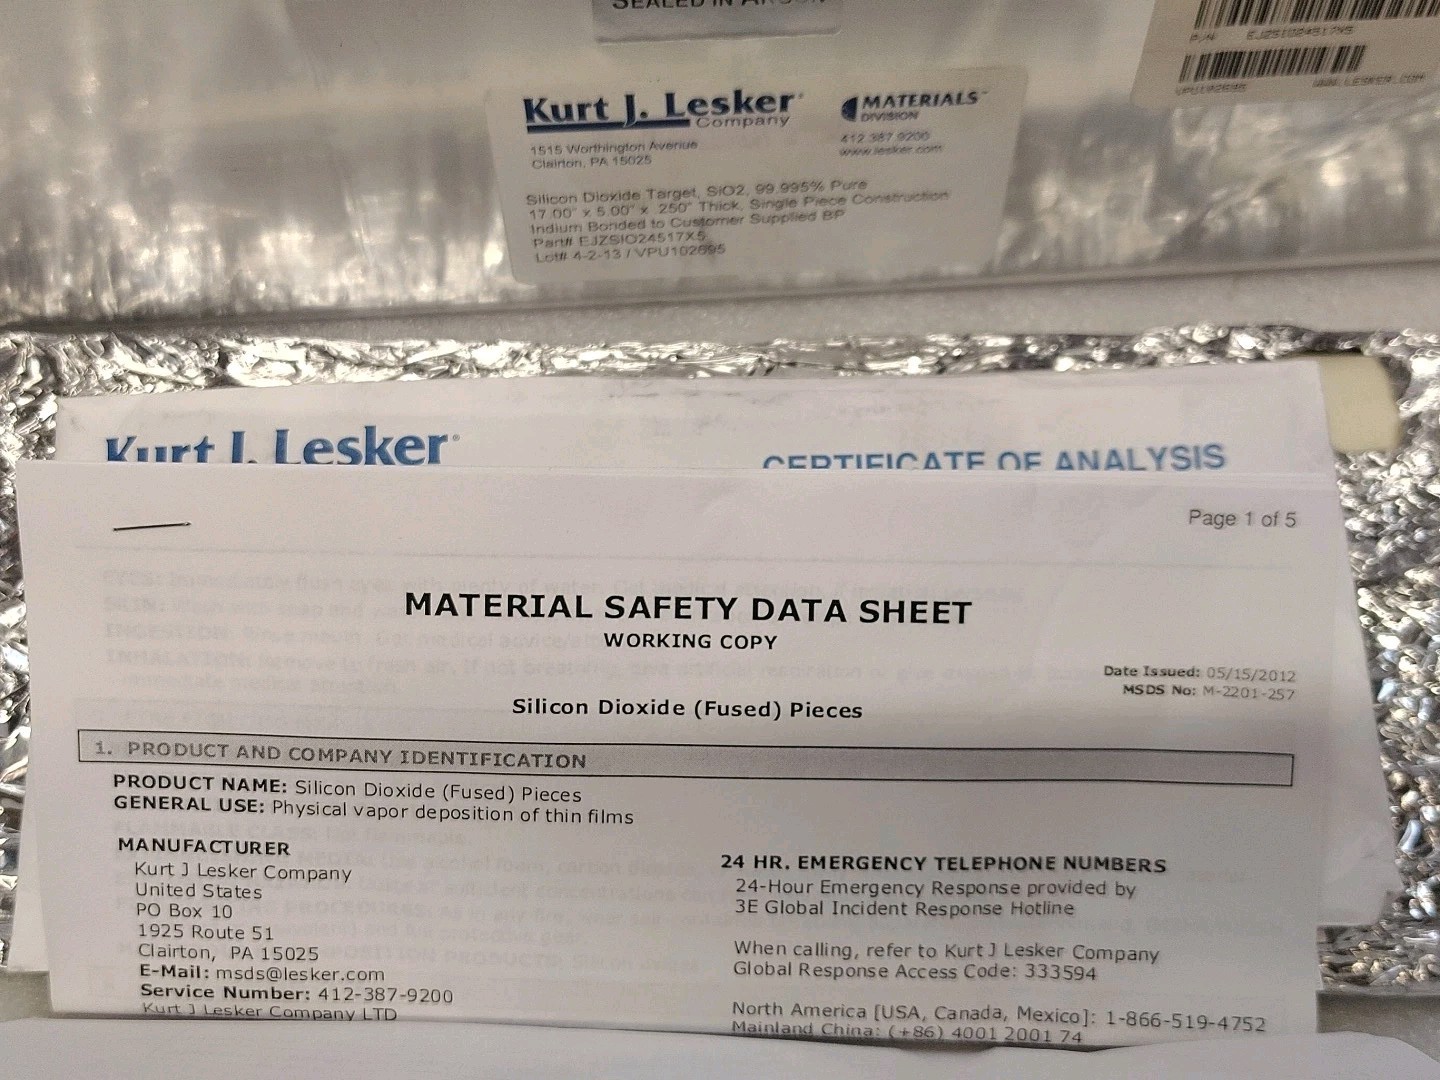 SEALED IN ARGON
P/N: EJZSIO24517X5
VPU102695 WWW.LESKER.COM
Kurt J. Lesker®
Company
MATERIALS™
DIVISION
1515 Worthington Avenue
Clairton, PA 15025
412 387 9200
www.lesker.com
Silicon Dioxide Target, SiO2, 99.995% Pure
17.00" x 5.00" x .250" Thick, Single Piece Construction
Indium Bonded to Customer Supplied BP
Part# EJZSIO24517X5
Lot# 4-2-13 / VPU102695
Kurt J. Lesker®
CERTIFICATE OF ANALYSIS
Page 1 of 5
MATERIAL SAFETY DATA SHEET
WORKING COPY
Date Issued: 05/15/2012
MSDS No: M-2201-257
Silicon Dioxide (Fused) Pieces
1. PRODUCT AND COMPANY IDENTIFICATION
PRODUCT NAME: Silicon Dioxide (Fused) Pieces
GENERAL USE: Physical vapor deposition of thin films
MANUFACTURER
Kurt J Lesker Company
United States
PO Box 10
1925 Route 51
Clairton, PA 15025
E-Mail: msds@lesker.com
Service Number: 412-387-9200
Kurt J Lesker Company LTD
24 HR. EMERGENCY TELEPHONE NUMBERS
24-Hour Emergency Response provided by
3E Global Incident Response Hotline
When calling, refer to Kurt J Lesker Company
Global Response Access Code: 333594
North America [USA, Canada, Mexico]: 1-866-519-4752
Mainland China: (+86) 4001 2001 74